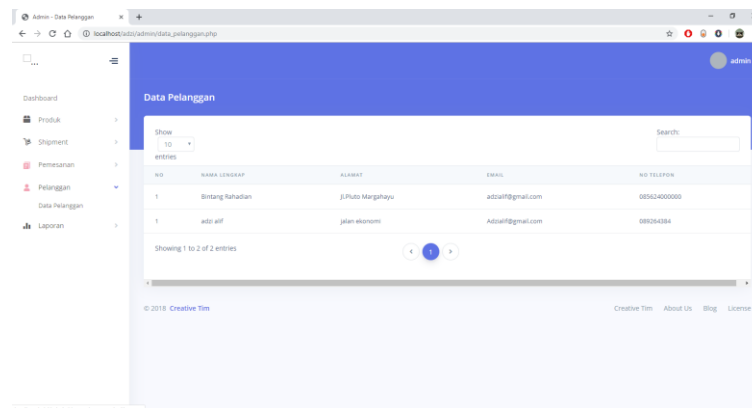 Admin - Data Pelanggan
localhost/adzi/admin/data_pelanggan.php
...
admin
Dashboard
Produk
Shipment
Pemesanan
Pelanggan
Data Pelanggan
Laporan
Data Pelanggan
Show
10
entries
Search:
NO NAMA LENGKAP ALAMAT EMAIL NO TELEPON
1 Bintang Rahadian Jl.Pluto Margahayu adzialif@gmail.com 085624000060
1 adzi alif jalan ekonomi Adzialif@gmail.com 089264384
Showing 1 to 2 of 2 entries
1
© 2018 Creative Tim
Creative Tim About Us Blog License